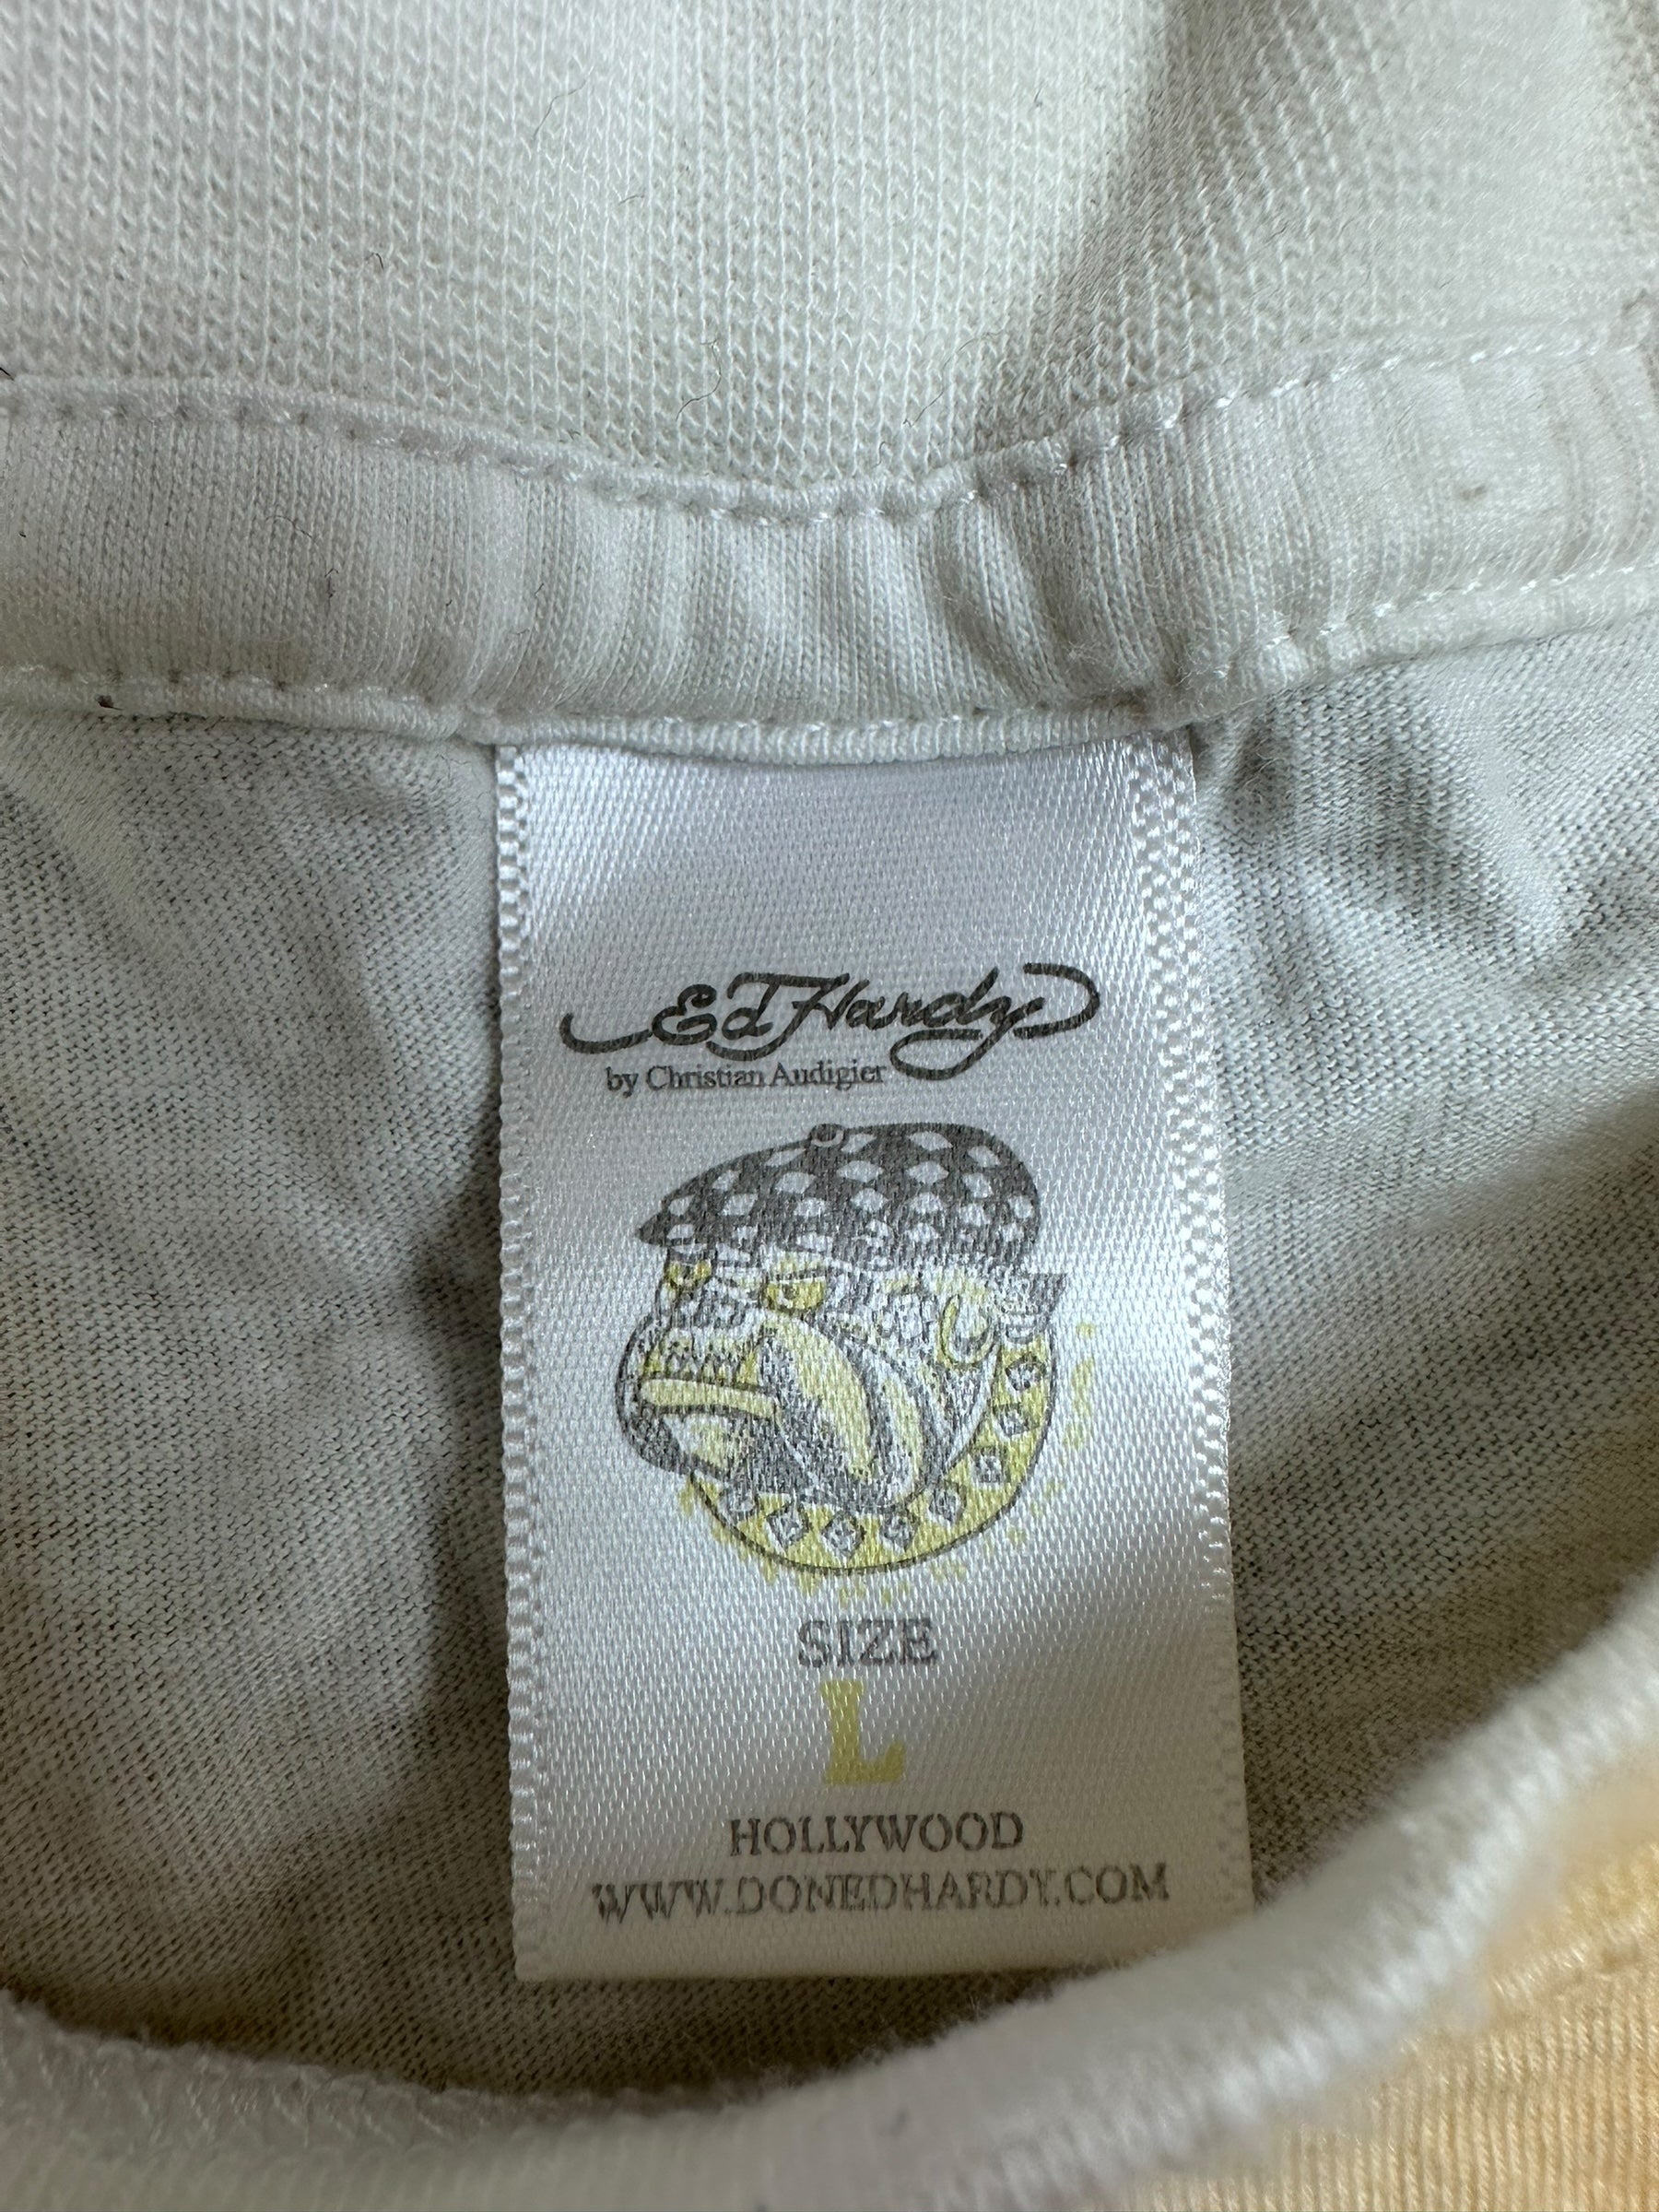 Ed Hardy
by Christian Audigier
SIZE
L
HOLLYWOOD
WWW.DONEDHARDY.COM